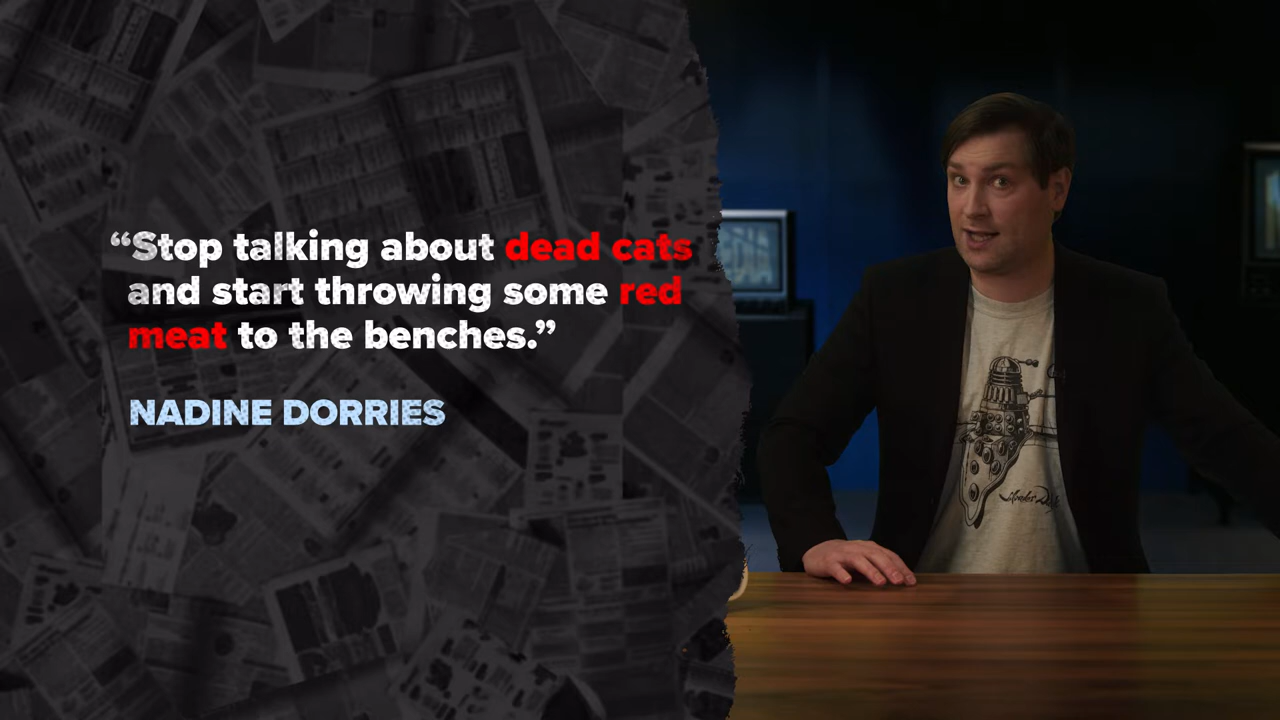 “Stop talking about dead cats
and start throwing some red
meat to the benches.”
NADINE DORRIES